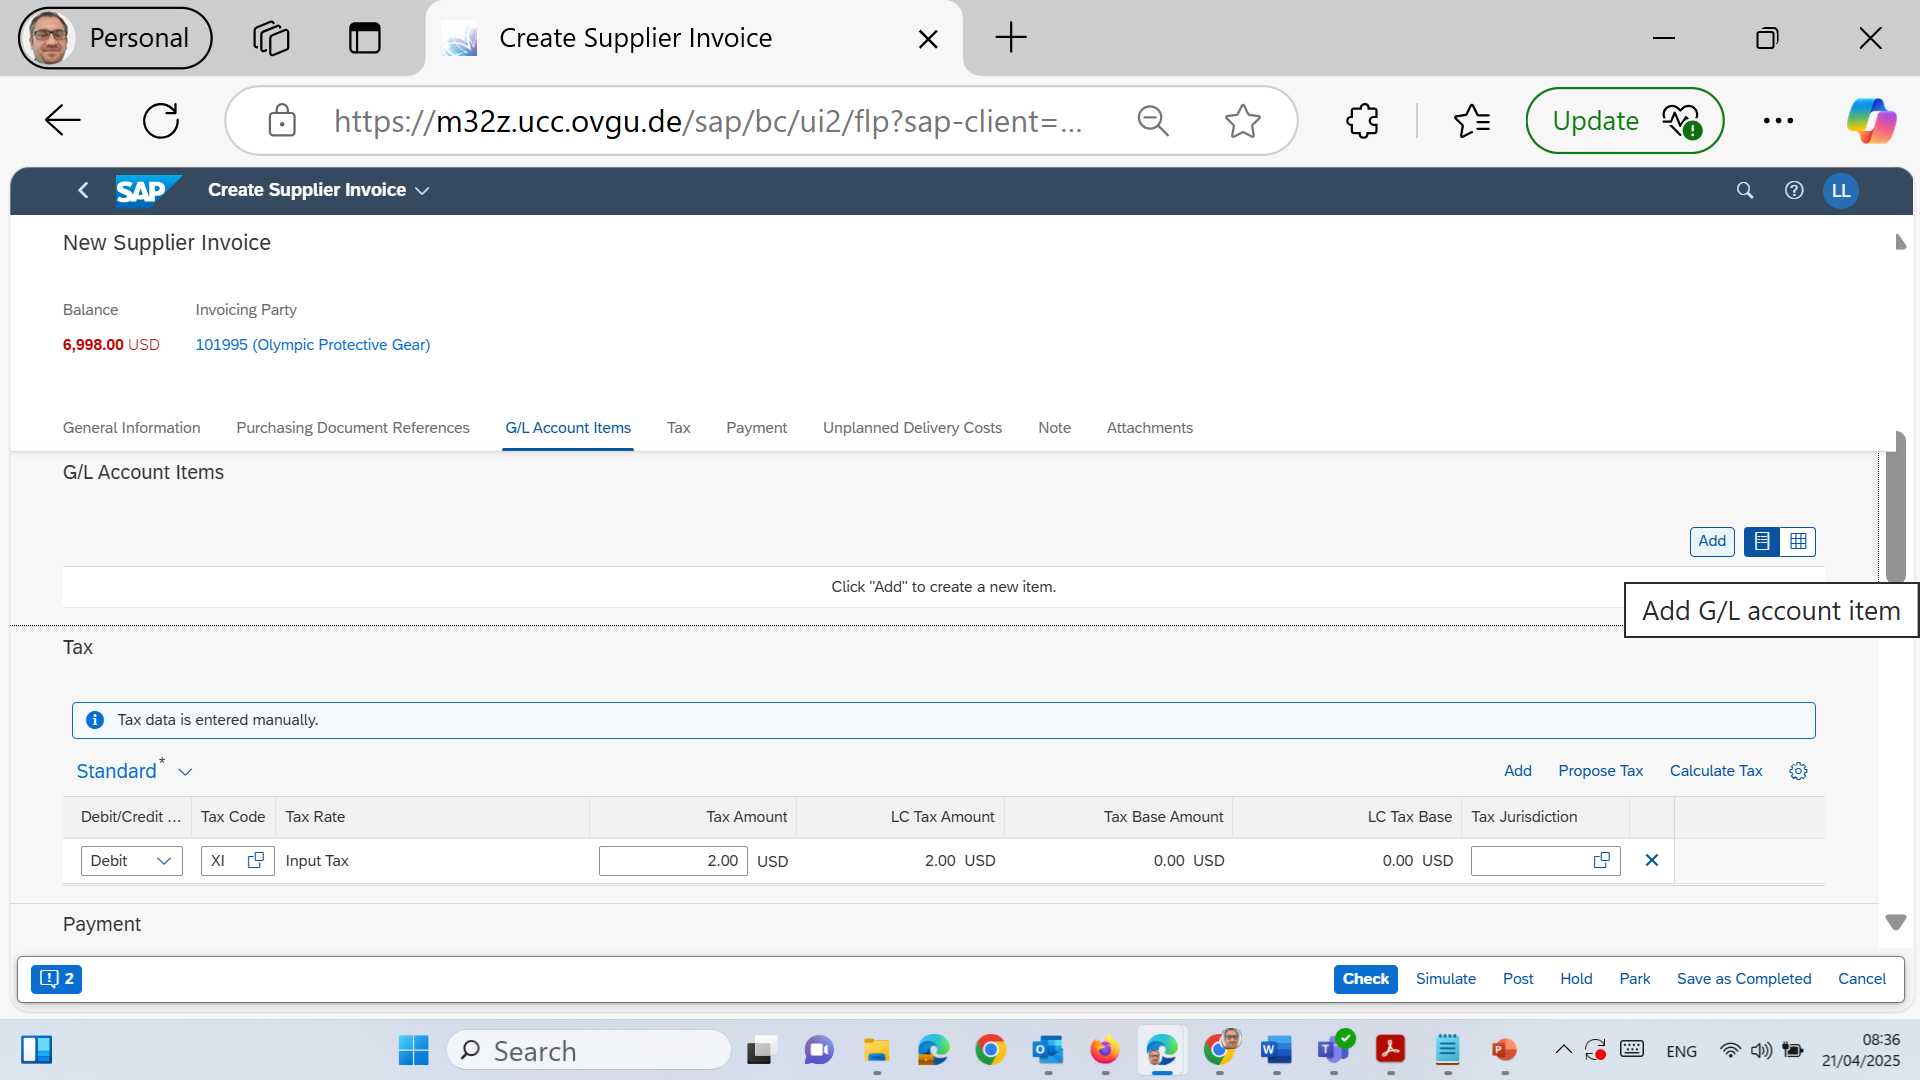 Personal
Create Supplier Invoice
https://m32z.ucc.ovgu.de/sap/bc/ui2/flp?sap-client=...
Update
SAP
Create Supplier Invoice
LL
New Supplier Invoice
Balance
Invoicing Party
6,998.00 USD
101995 (Olympic Protective Gear)
General Information
Purchasing Document References
G/L Account Items
Tax
Payment
Unplanned Delivery Costs
Note
Attachments
G/L Account Items
Add
Click "Add" to create a new item.
Add G/L account item
Tax
Tax data is entered manually.
Standard*
Add
Propose Tax
Calculate Tax
Debit/Credit ...
Tax Code
Tax Rate
Tax Amount
LC Tax Amount
Tax Base Amount
LC Tax Base
Tax Jurisdiction
Debit
XI
Input Tax
2.00 USD
2.00 USD
0.00 USD
0.00 USD
Payment
2
Check
Simulate
Post
Hold
Park
Save as Completed
Cancel
Search
ENG
08:36
21/04/2025